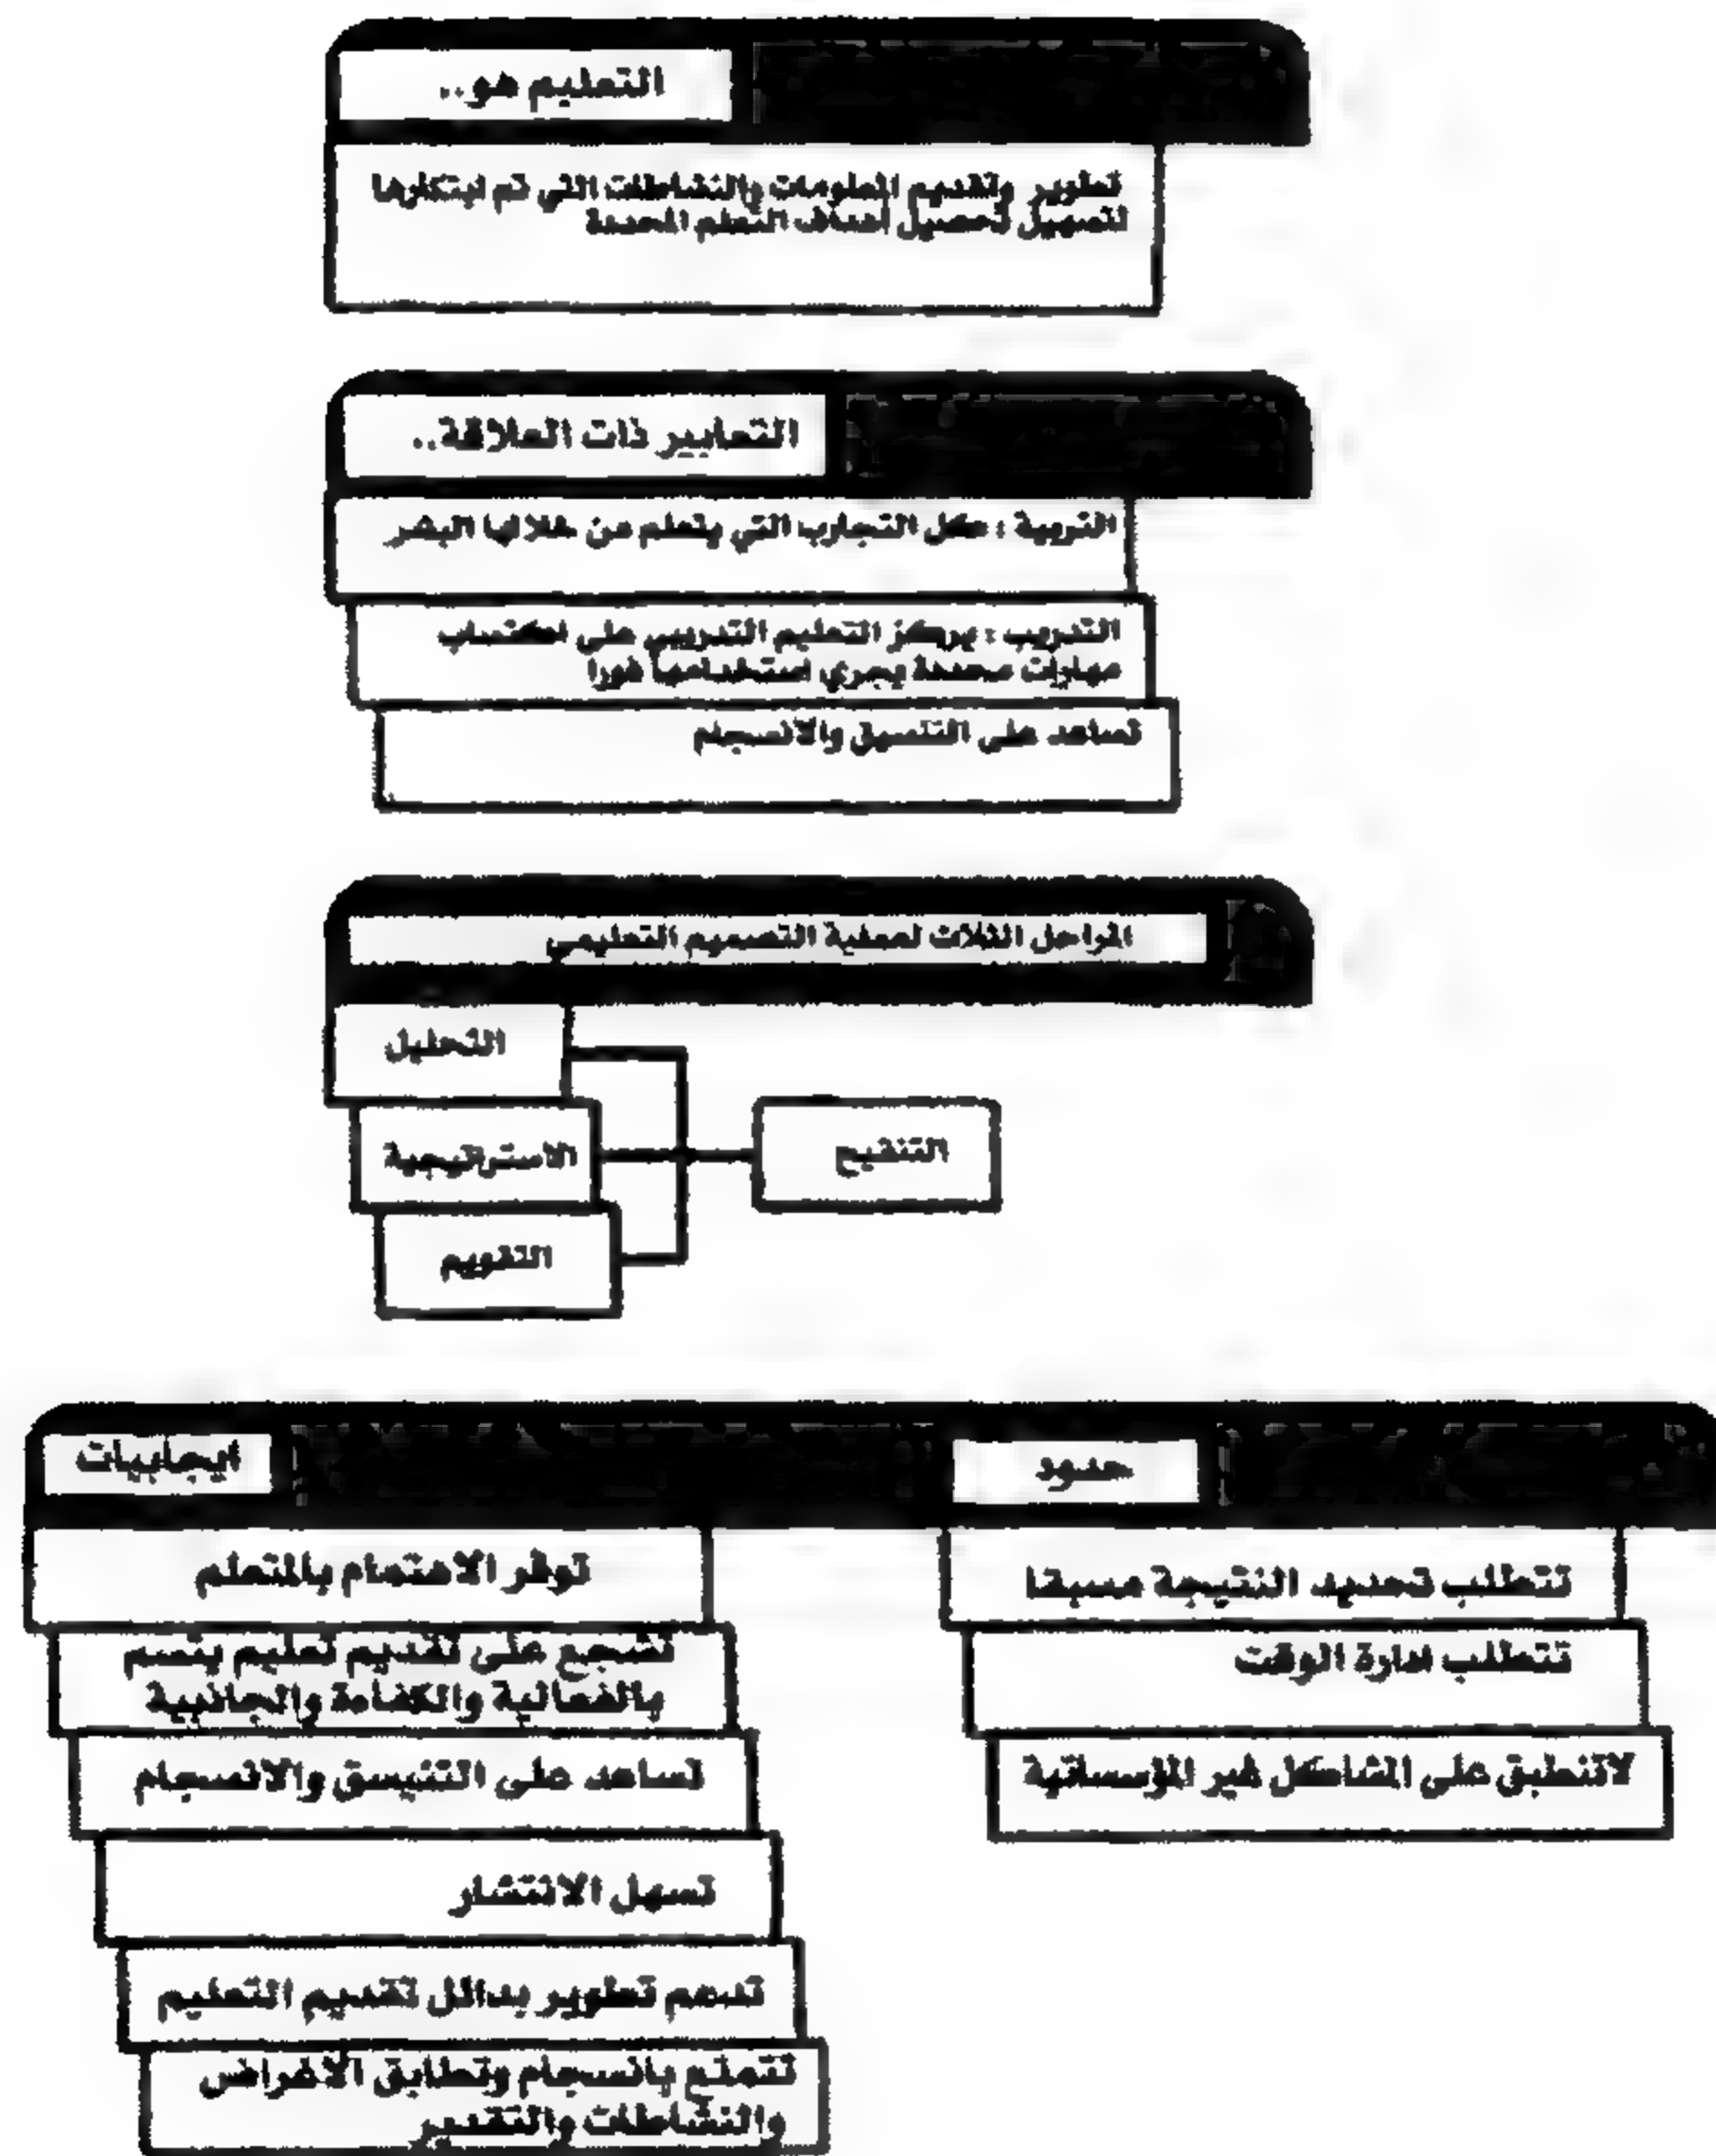 التعليم هو..
تطوير وتقديم المعلومات والنشاطات التي تم ابتكارها
لتسهيل تحصيل أهداف التعلم المحددة
التعابير ذات العلاقة..
التربية : كل التجارب التي يتعلم من خلالها البشر
التدريب : يركز التعليم التدريبي على اكتساب
مهارات محددة يجري استخدامها فورا
تساعد على التنسيق والانسجام
المراحل الثلاث لعملية التصميم التعليمي
التحليل
الاستراتيجية
التنقيح
التقويم
حدود
تتطلب تحديد النتيجة مسبقا
تتطلب ادارة الوقت
لاتنطبق على المشاكل غير المؤسساتية
ايجابيات
توفر الاهتمام بالمتعلم
تشجع على تقديم تعليم يتسم
بالفعالية والكفاءة والجاذبية
تساعد على التنيسق والانسجام
تسهل الانتشار
تدعم تطوير بدائل تقديم التعليم
تتمتع بانسجام وتطابق الاغراض
والنشاطات والتقدير